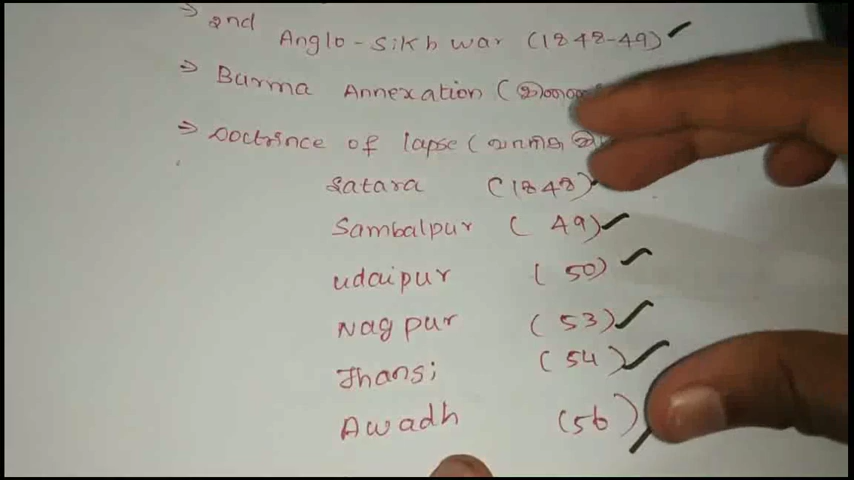 ⇒ 2nd
Anglo-Sikh war (1848-49)
⇒ Burma Annexation (
⇒ Doctrince of lapse (வாரிசு
Satara (1848)
Sambalpur ( 49)
Udaipur ( 50)
Nagpur ( 53)
Jhansi ( 54)
Awadh (56)